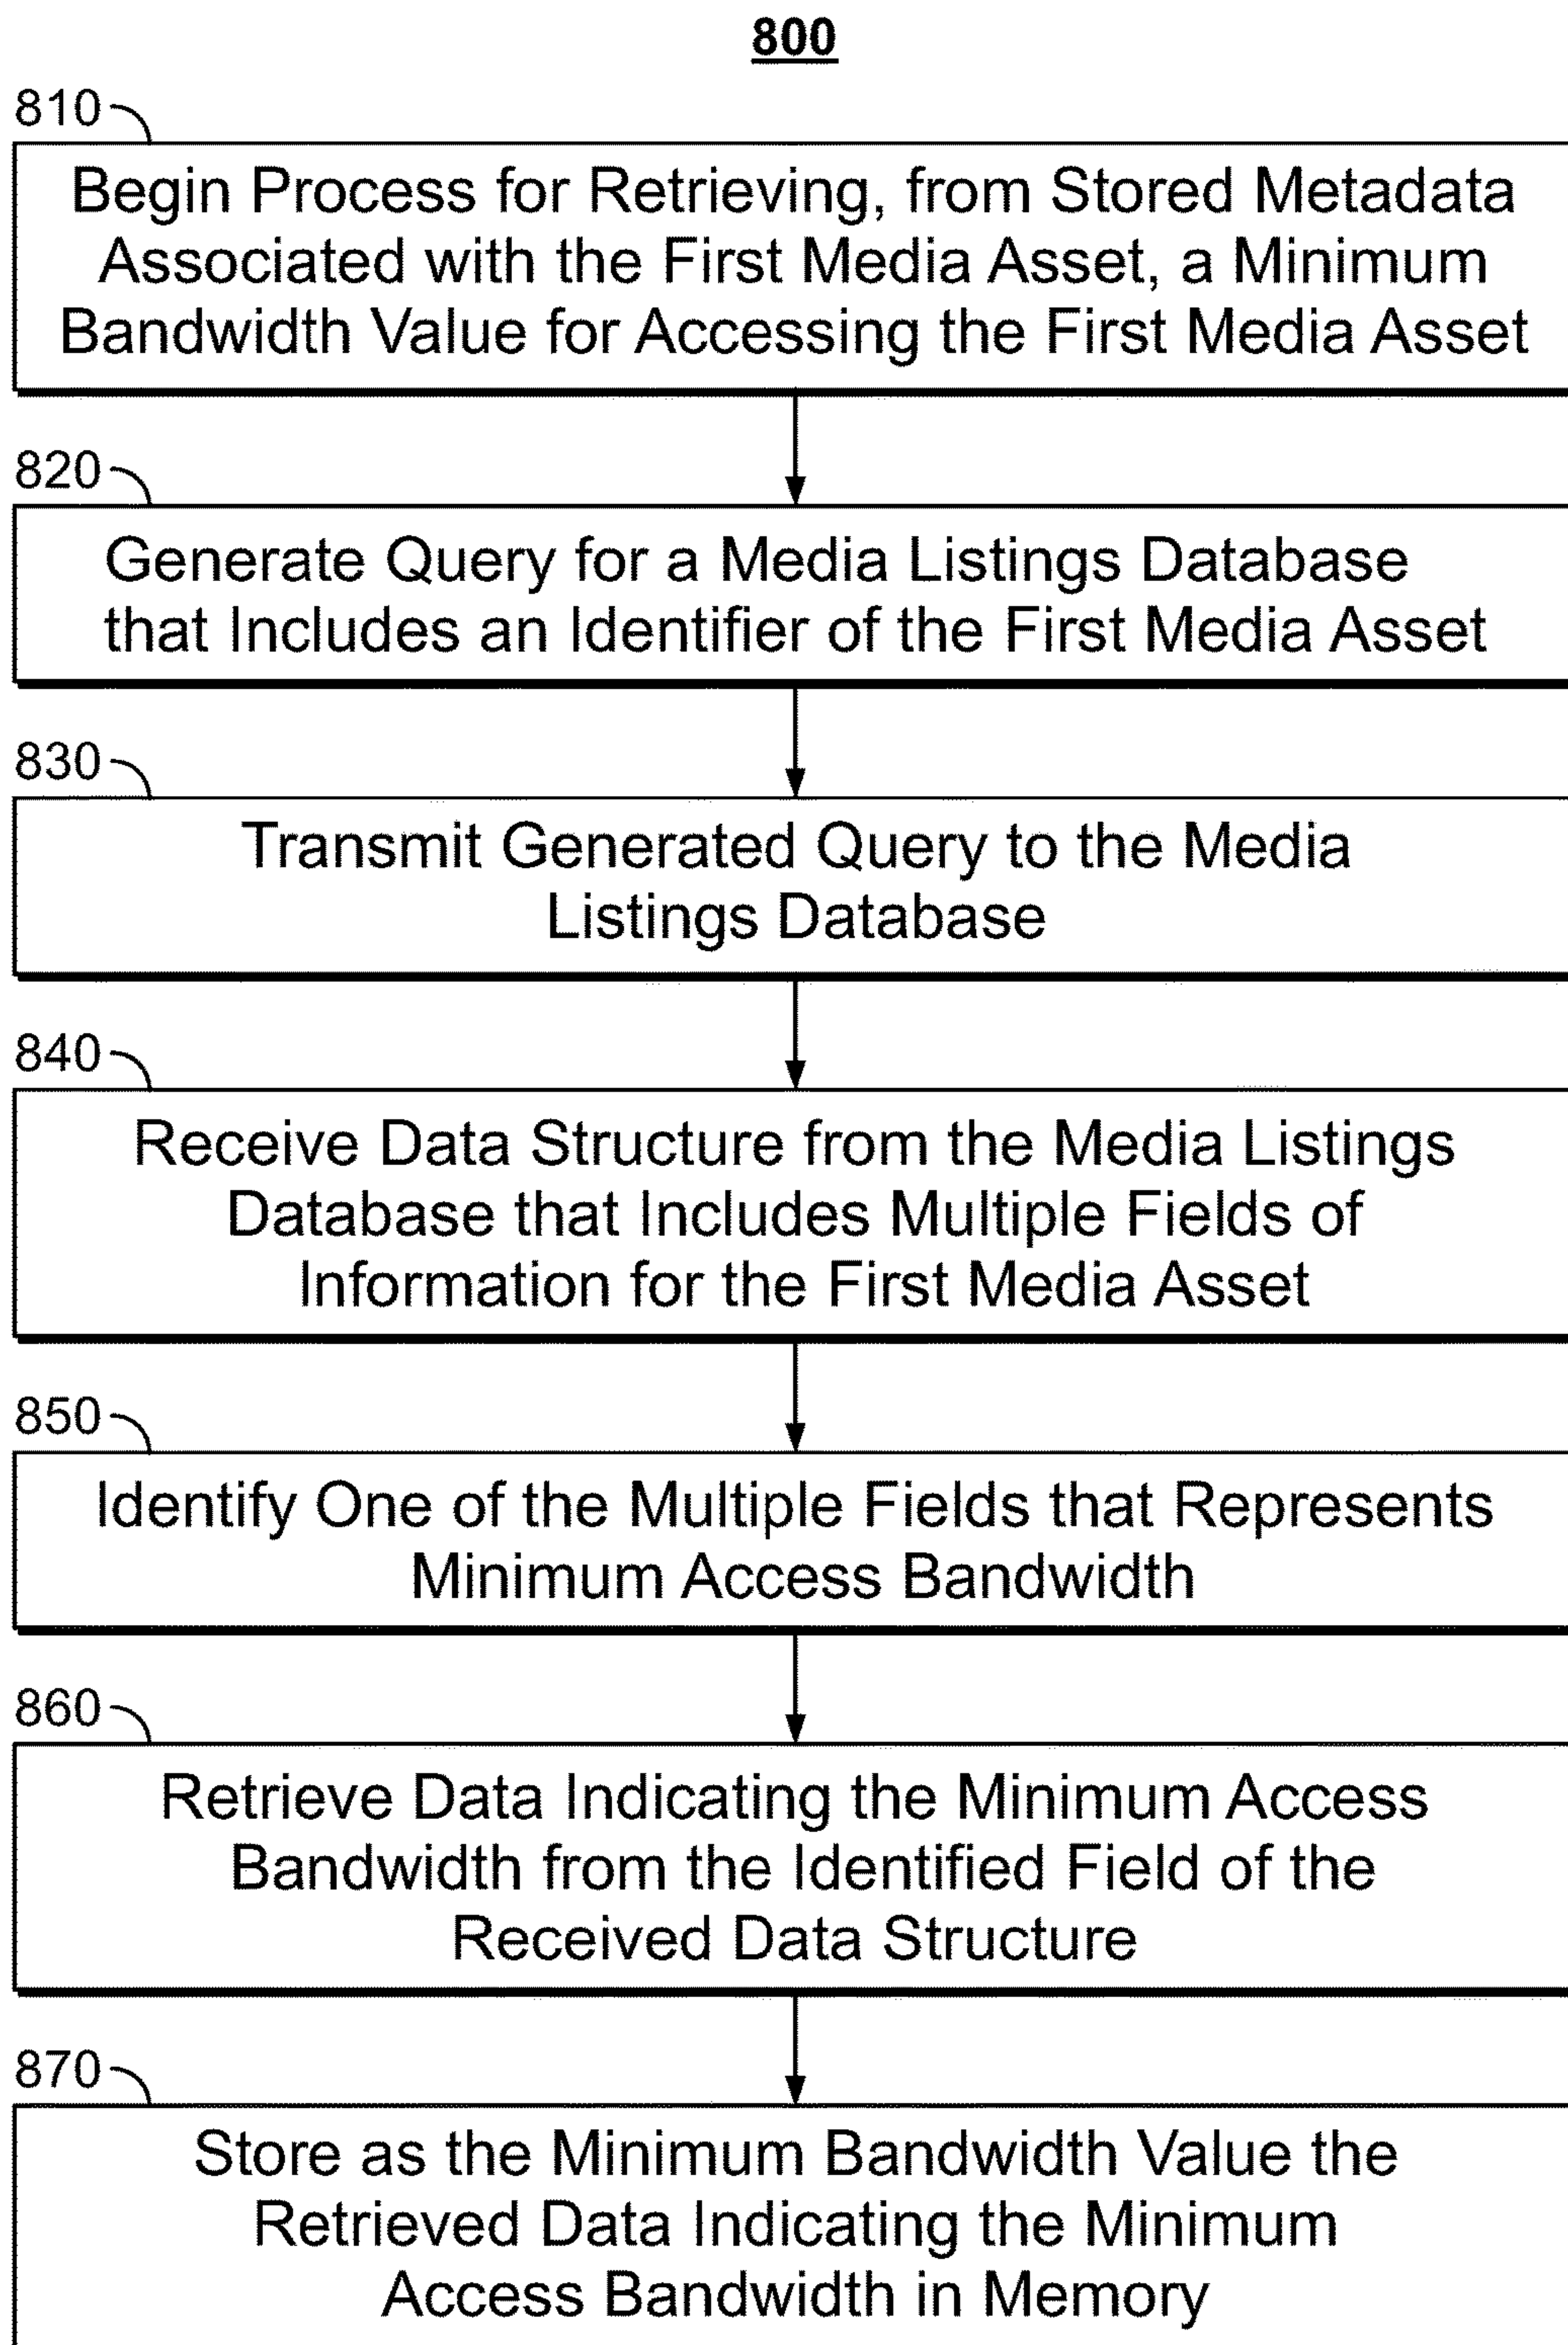 800
810
Begin Process for Retrieving, from Stored Metadata
Associated with the First Media Asset, a Minimum
Bandwidth Value for Accessing the First Media Asset
820
Generate Query for a Media Listings Database
that Includes an Identifier of the First Media Asset
830
Transmit Generated Query to the Media
Listings Database
840
Receive Data Structure from the Media Listings
Database that Includes Multiple Fields of
Information for the First Media Asset
850
Identify One of the Multiple Fields that Represents
Minimum Access Bandwidth
860
Retrieve Data Indicating the Minimum Access
Bandwidth from the Identified Field of the
Received Data Structure
870
Store as the Minimum Bandwidth Value the
Retrieved Data Indicating the Minimum
Access Bandwidth in Memory